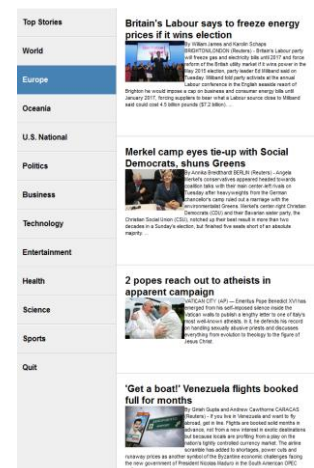 Top Stories
World
Europe
Oceania
U.S. National
Politics
Business
Technology
Entertainment
Health
Science
Sports
Quit
Britain's Labour says to freeze energy
prices if it wins election
By William James and Karolin Schaps
BRIGHTON/LONDON (Reuters) - Britain's Labour party
will freeze gas and electricity bills until 2017 and force
reform of the British utility market if it wins power in the
May 2015 election, party leader Ed Miliband said on
Tuesday. Miliband told party activists at the annual
Labour conference in the English seaside resort of
Brighton he would impose a cap on business and consumer energy bills until
January 2017, forcing suppliers to bear what a Labour source close to Miliband
said could cost 4.5 billion pounds ($7.2 billion). ...
Merkel camp eyes tie-up with Social
Democrats, shuns Greens
By Annika Breidthardt BERLIN (Reuters) - Angela
Merkel's conservatives appeared headed towards
coalition talks with their main center-left rivals on
Tuesday after heavyweights from the German
chancellor's camp ruled out a marriage with the
environmentalist Greens. Merkel's center-right Christian
Democrats (CDU) and their Bavarian sister party, the
Christian Social Union (CSU), notched up their best result in more than two
decades in a Sunday's election, but finished five seats short of an absolute
majority. ...
2 popes reach out to atheists in
apparent campaign
VATICAN CITY (AP) — Emeritus Pope Benedict XVI has
emerged from his self-imposed silence inside the
Vatican walls to publish a lengthy letter to one of Italy's
most well-known atheists. In it, he defends his record
on handling sexually abusive priests and discusses
everything from evolution to theology to the figure of
Jesus Christ.
'Get a boat!' Venezuela flights booked
full for months
By Girish Gupta and Andrew Cawthorne CARACAS
(Reuters) - If you live in Venezuela and want to fly
abroad, get in line. Flights are booked solid months in
advance, not from a new interest in exotic destinations
but because locals are profiting from a play on the
nation's tightly controlled currency market. The airline
scramble has added to shortages, power cuts and
runaway prices as another symbol of the Byzantine economic challenges facing
the new government of President Nicolas Maduro in the South American OPEC